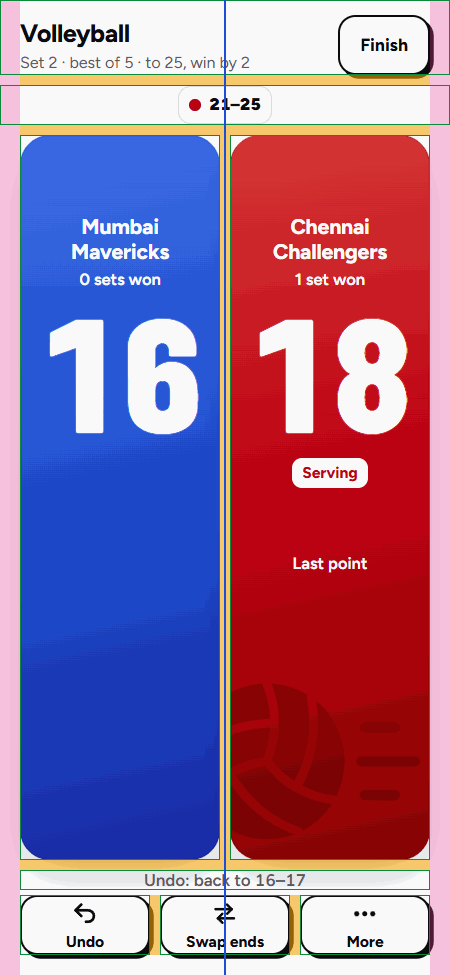 Volleyball
Set 2 · best of 5 · to 25, win by 2
Finish
21–25
Mumbai
Mavericks
0 sets won
16
Chennai
Challengers
1 set won
18
Serving
Last point
Undo: back to 16–17
Undo
Swap ends
More